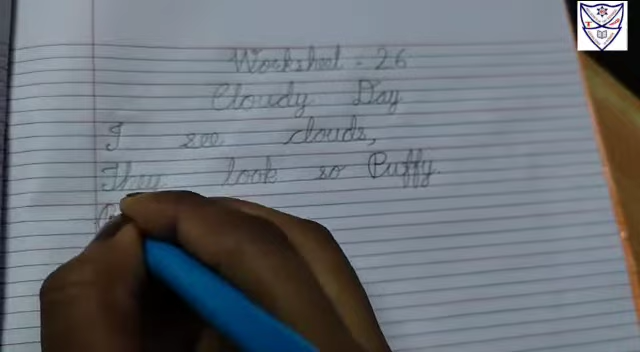 Worksheet - 26
Cloudy Day
I see clouds,
They look so Puffy.